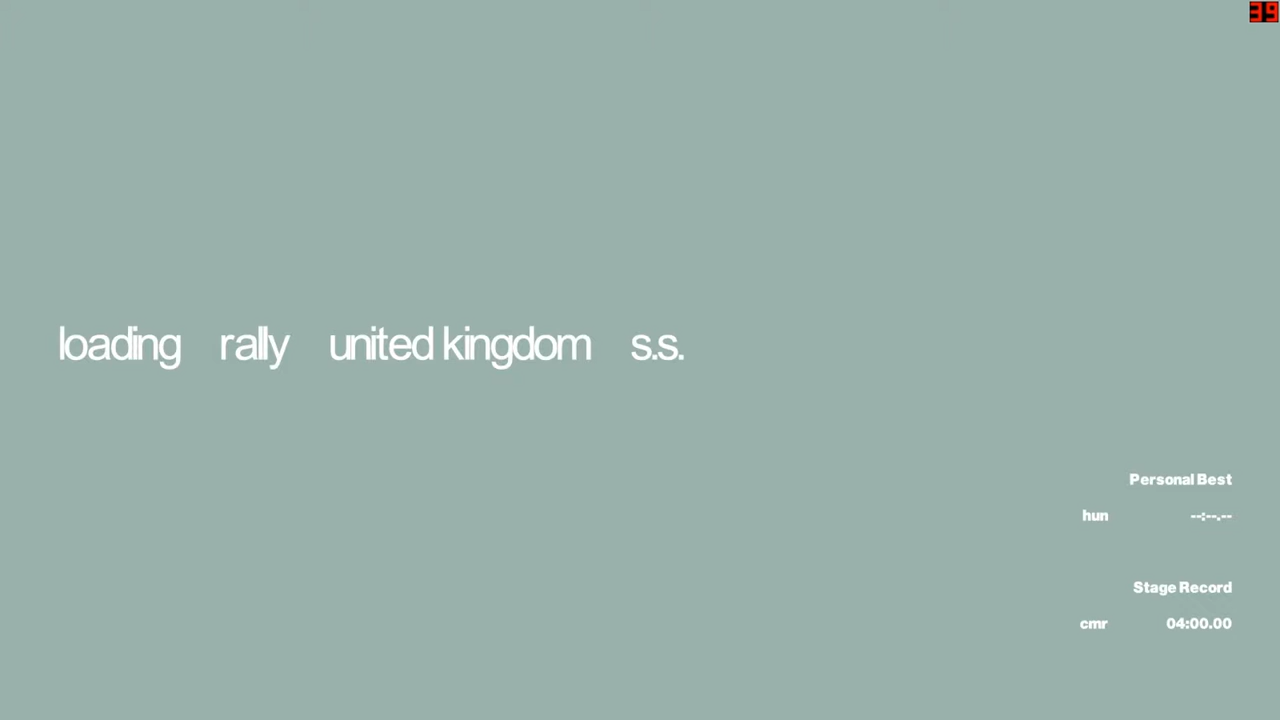 39
loading rally united kingdom s.s.
Personal Best
hun --:--.--
Stage Record
cmr 04:00.00